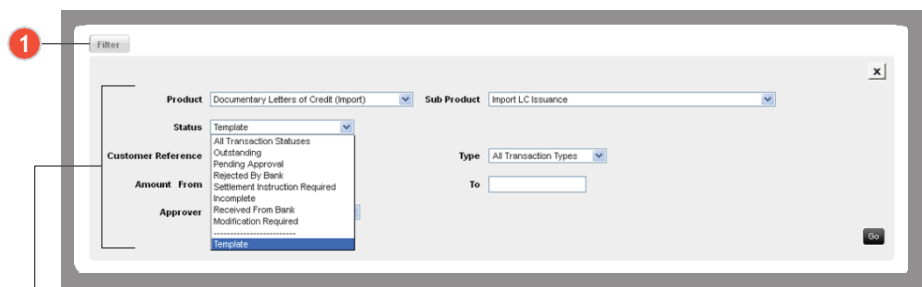 1
Filter
x
Product Documentary Letters of Credit (Import) Sub Product Import LC Issuance
Status Template
All Transaction Statuses
Customer Reference Outstanding Type All Transaction Types
Pending Approval
Rejected By Bank
Amount From Settlement Instruction Required To
Incomplete
Approver Received From Bank
Modification Required
-------------------------
Template
Go